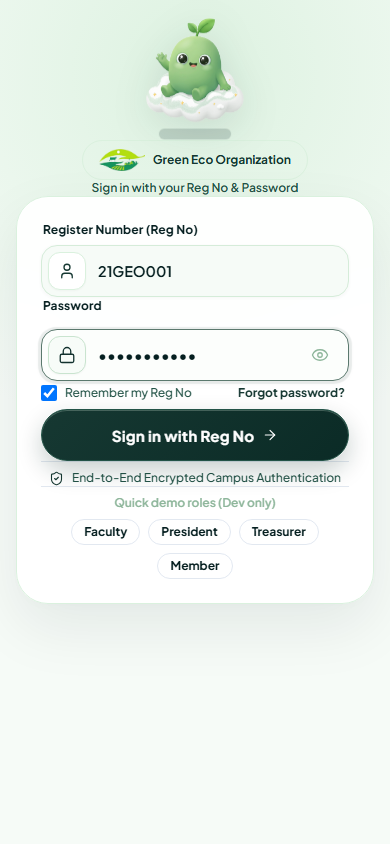 Green Eco Organization
Sign in with your Reg No & Password
Register Number (Reg No)
21GEO001
Password
●●●●●●●●●●●
Remember my Reg No
Forgot password?
Sign in with Reg No →
End-to-End Encrypted Campus Authentication
Quick demo roles (Dev only)
Faculty
President
Treasurer
Member